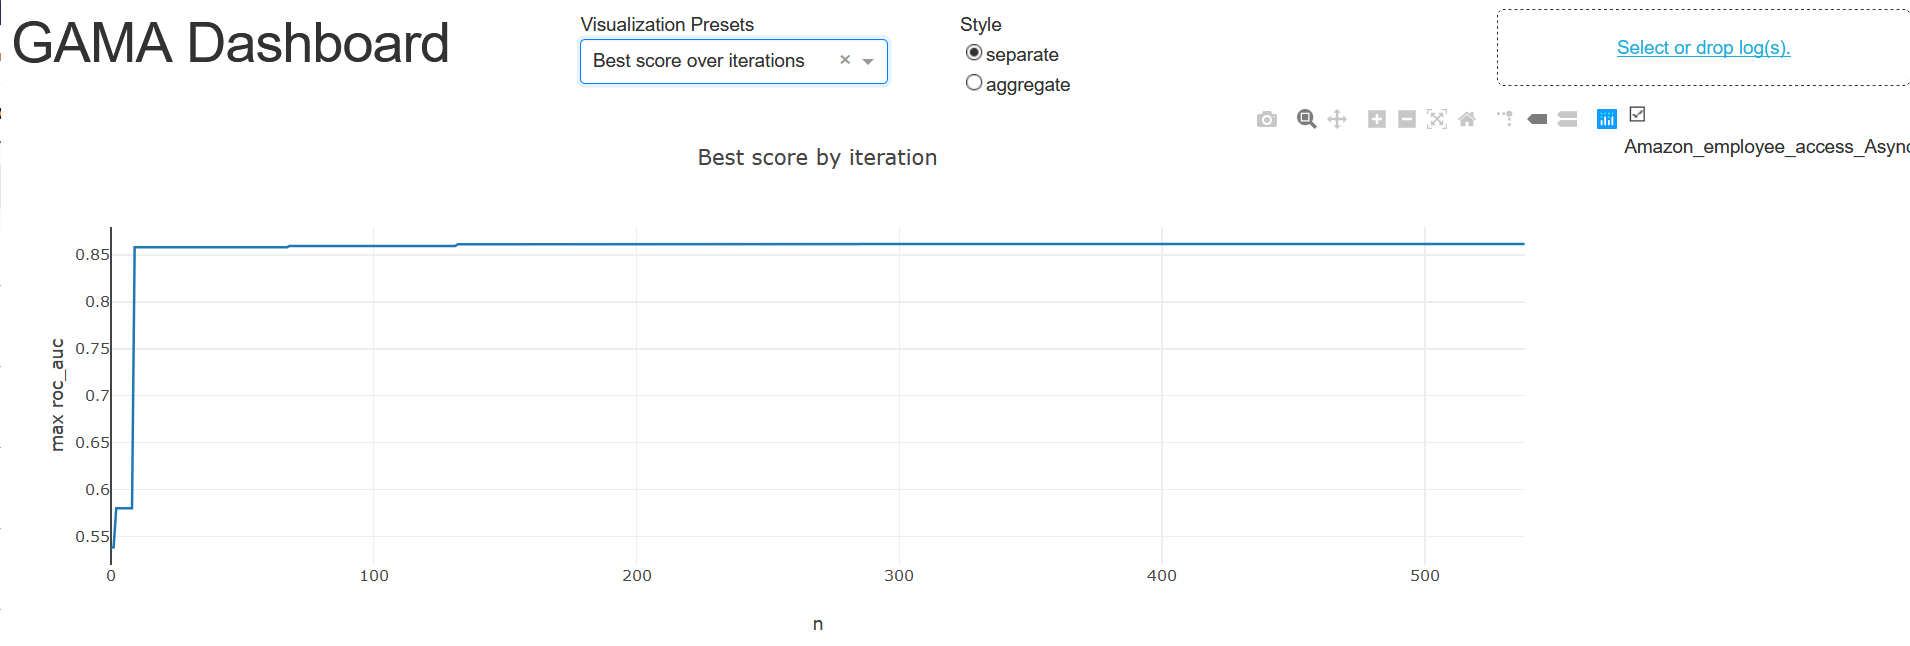 GAMA Dashboard
Visualization Presets
Best score over iterations
Style
separate
aggregate
Select or drop log(s).
Amazon_employee_access_Async
Best score by iteration
0.85
0.8
0.75
0.7
0.65
0.6
0.55
max roc_auc
0 100 200 300 400 500
n